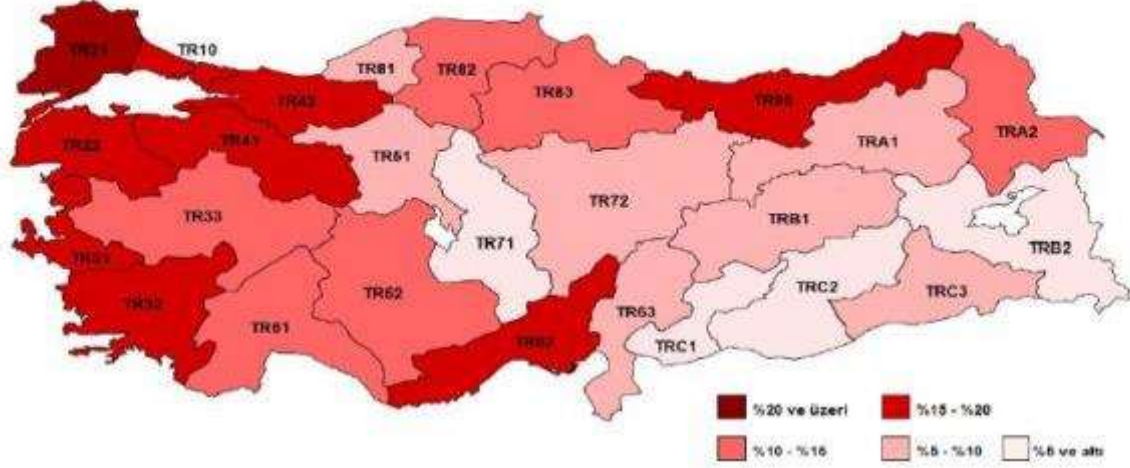 TR21
TR10
TR81
TR82
TR83
TR90
TRA2
TR42
TR22
TR41
TR51
TRA1
TR33
TR72
TRB1
TR71
TRB2
TR31
TR32
TR52
TR61
TR62
TR63
TRC1
TRC2
TRC3
%20 ve üzeri
%15 - %20
%10 - %15
%5 - %10
%5 ve altı